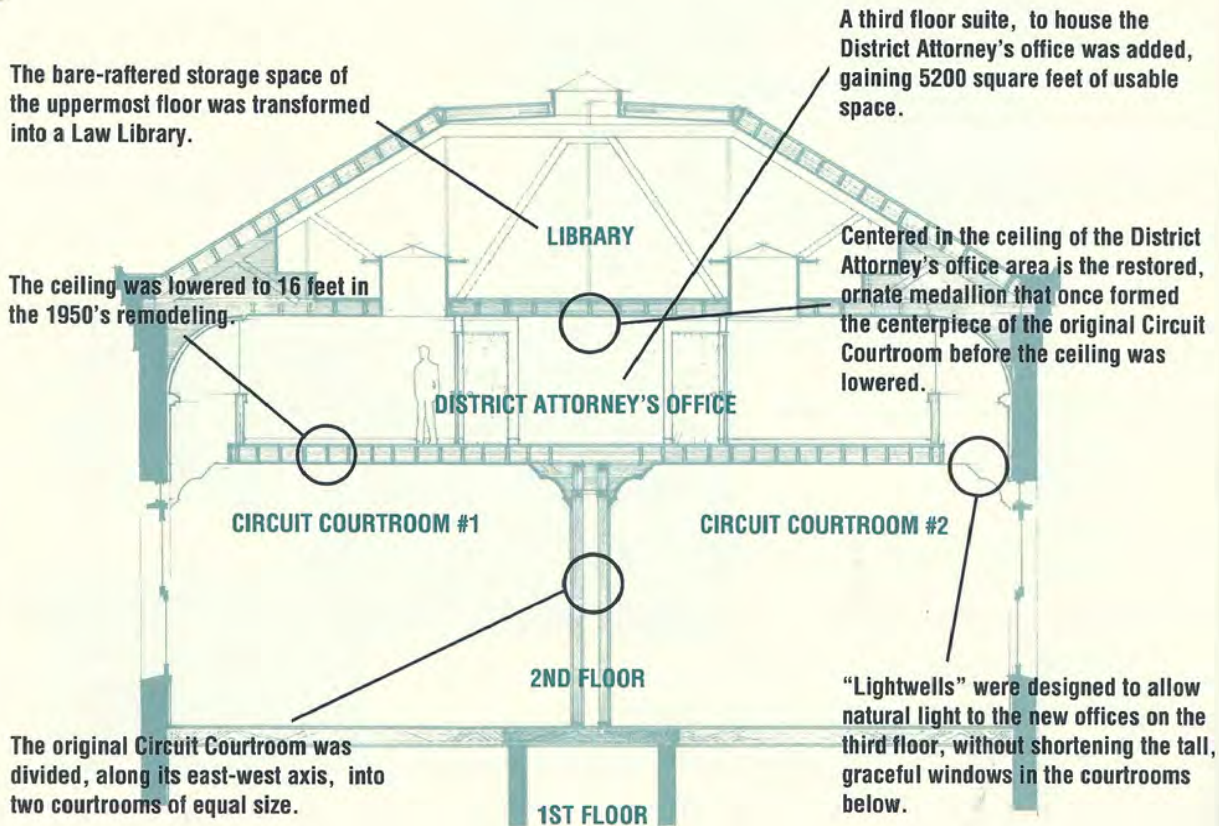 The bare-raftered storage space of
the uppermost floor was transformed
into a Law Library.
A third floor suite, to house the
District Attorney's office was added,
gaining 5200 square feet of usable
space.
LIBRARY
The ceiling was lowered to 16 feet in
the 1950's remodeling.
Centered in the ceiling of the District
Attorney's office area is the restored,
ornate medallion that once formed
the centerpiece of the original Circuit
Courtroom before the ceiling was
lowered.
DISTRICT ATTORNEY'S OFFICE
CIRCUIT COURTROOM #1
CIRCUIT COURTROOM #2
2ND FLOOR
The original Circuit Courtroom was
divided, along its east-west axis, into
two courtrooms of equal size.
"Lightwells" were designed to allow
natural light to the new offices on the
third floor, without shortening the tall,
graceful windows in the courtrooms
below.
1ST FLOOR